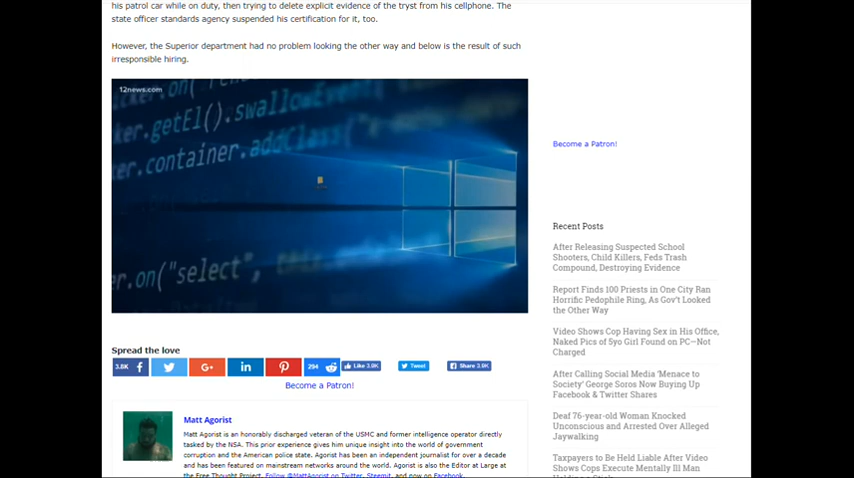 his patrol car while on duty, then trying to delete explicit evidence of the tryst from his cellphone. The
state officer standards agency suspended his certification for it, too.
However, the Superior department had no problem looking the other way and below is the result of such
irresponsible hiring.
12news.com
ker.getEl().swallowEvent(
ker.container.addClass(
er.on("select",
Spread the love
3.8K
G+
in
294
Like 3.8K
Tweet
Share 3.8K
Become a Patron!
Matt Agorist
Matt Agorist is an honorably discharged veteran of the USMC and former intelligence operator directly
tasked by the NSA. This prior experience gives him unique insight into the world of government
corruption and the American police state. Agorist has been an independent journalist for over a decade
and has been featured on mainstream networks around the world. Agorist is also the Editor at Large at
the Free Thought Project. Follow @MattAgorist on Twitter, Steemit, and now on Facebook.
Become a Patron!
Recent Posts
After Releasing Suspected School
Shooters, Child Killers, Feds Trash
Compound, Destroying Evidence
Report Finds 100 Priests in One City Ran
Horrific Pedophile Ring, As Gov't Looked
the Other Way
Video Shows Cop Having Sex in His Office,
Naked Pics of 5yo Girl Found on PC—Not
Charged
After Calling Social Media 'Menace to
Society' George Soros Now Buying Up
Facebook & Twitter Shares
Deaf 76-year-old Woman Knocked
Unconscious and Arrested Over Alleged
Jaywalking
Taxpayers to Be Held Liable After Video
Shows Cops Execute Mentally Ill Man